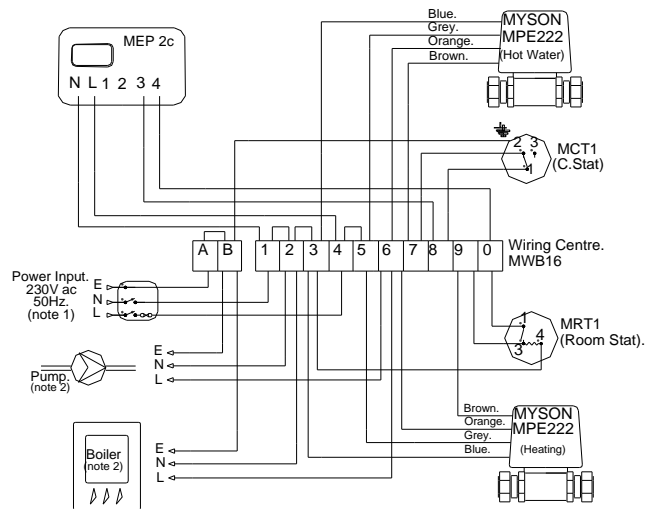 MEP 2c
N L 1 2 3 4
Blue.
Grey.
Orange.
Brown.
MYSON
MPE222
(Hot Water)
2 3
1
MCT1
(C.Stat)
A B 1 2 3 4 5 6 7 8 9 0
Wiring Centre.
MWB16
Power Input.
230V ac
50Hz.
(note 1)
E
N
L
1
3 4
MRT1
(Room Stat).
Pump.
(note 2)
E
N
L
Brown.
Orange.
Grey.
Blue.
MYSON
MPE222
(Heating)
Boiler
(note 2)
E
N
L